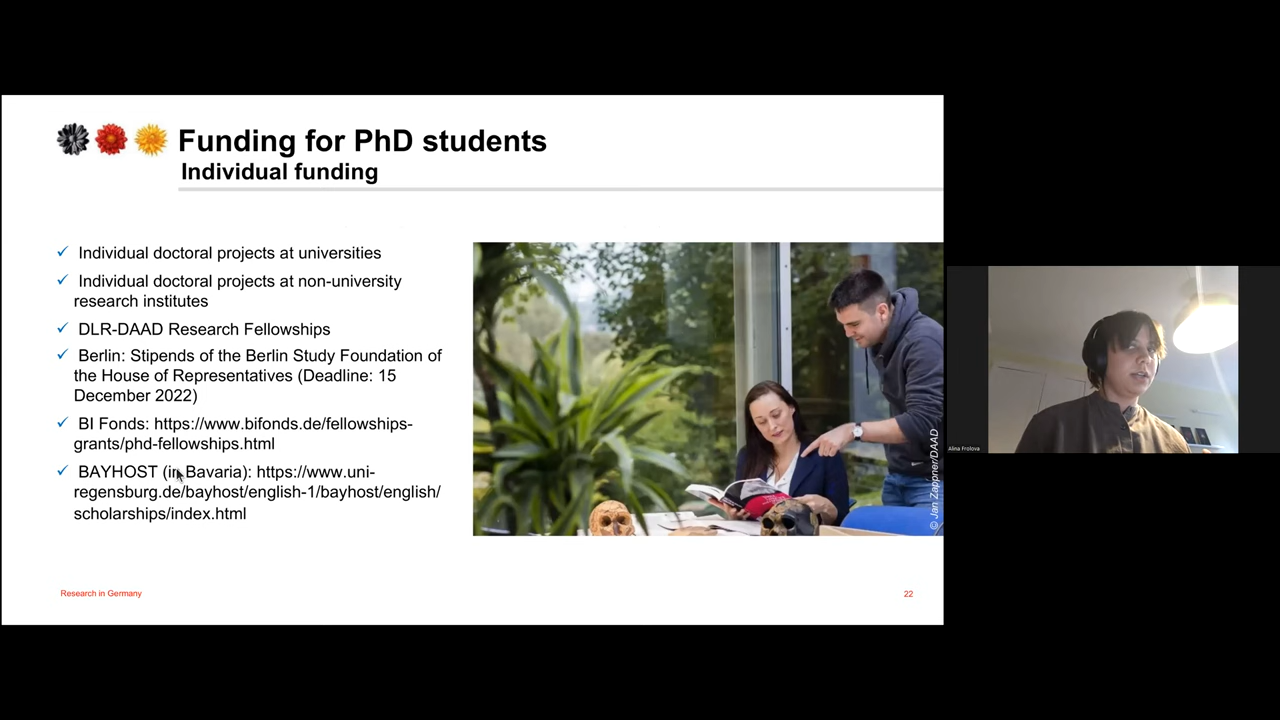 Funding for PhD students
Individual funding
Individual doctoral projects at universities
Individual doctoral projects at non-university
research institutes
DLR-DAAD Research Fellowships
Berlin: Stipends of the Berlin Study Foundation of
the House of Representatives (Deadline: 15
December 2022)
BI Fonds: https://www.bifonds.de/fellowships-
grants/phd-fellowships.html
BAYHOST (in Bavaria): https://www.uni-
regensburg.de/bayhost/english-1/bayhost/english/
scholarships/index.html
© Jan Zappner/DAAD
Research in Germany
22
Alina Frolova